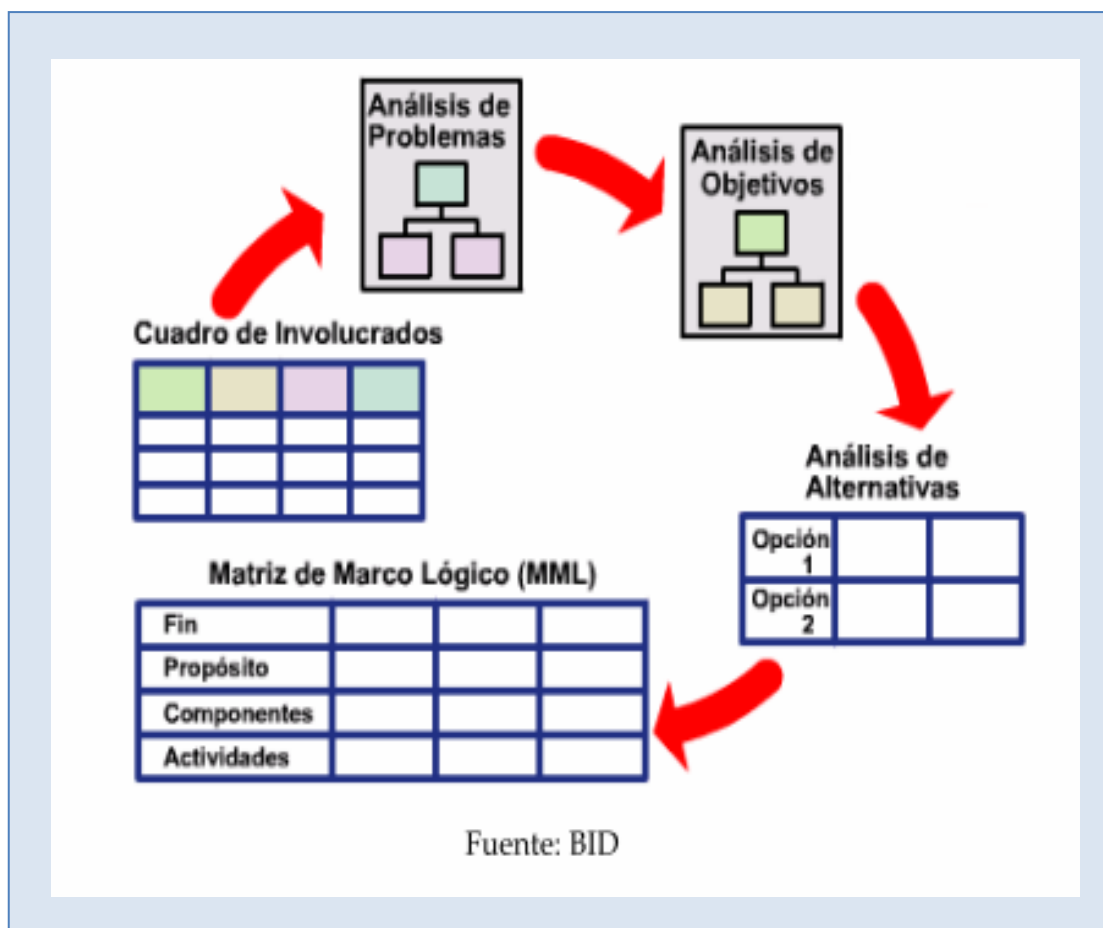 Análisis de
Problemas
Análisis de
Objetivos
Cuadro de Involucrados
Análisis de
Alternativas
Opción
1
Opción
2
Matriz de Marco Lógico (MML)
Fin
Propósito
Componentes
Actividades
Fuente: BID